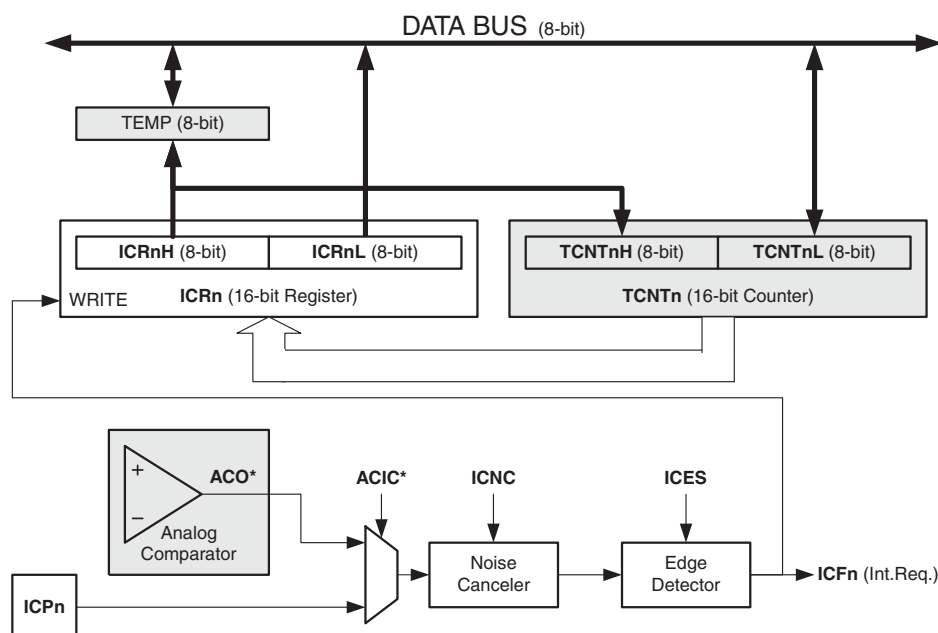 DATA BUS (8-bit)
TEMP (8-bit)
ICRnH (8-bit)
ICRnL (8-bit)
TCNTnH (8-bit)
TCNTnL (8-bit)
WRITE
ICRn (16-bit Register)
TCNTn (16-bit Counter)
+
−
Analog
Comparator
ACO*
ACIC*
ICNC
ICES
Noise
Canceler
Edge
Detector
ICFn (Int.Req.)
ICPn